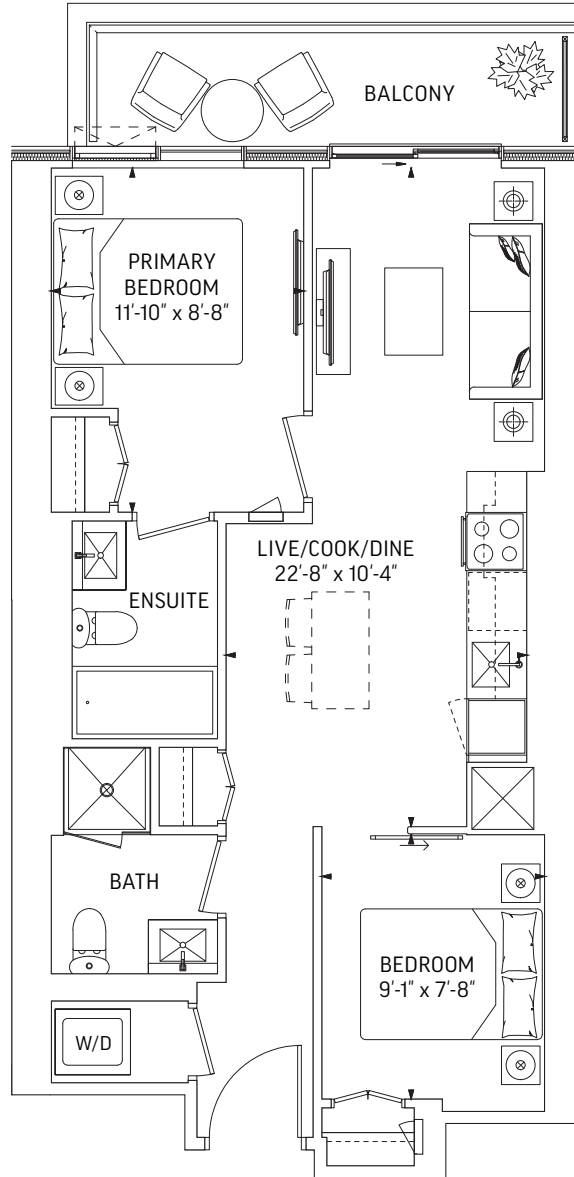 BALCONY
PRIMARY
BEDROOM
11'-10" x 8'-8"
LIVE/COOK/DINE
22'-8" x 10'-4"
ENSUITE
BATH
BEDROOM
9'-1" x 7'-8"
W/D